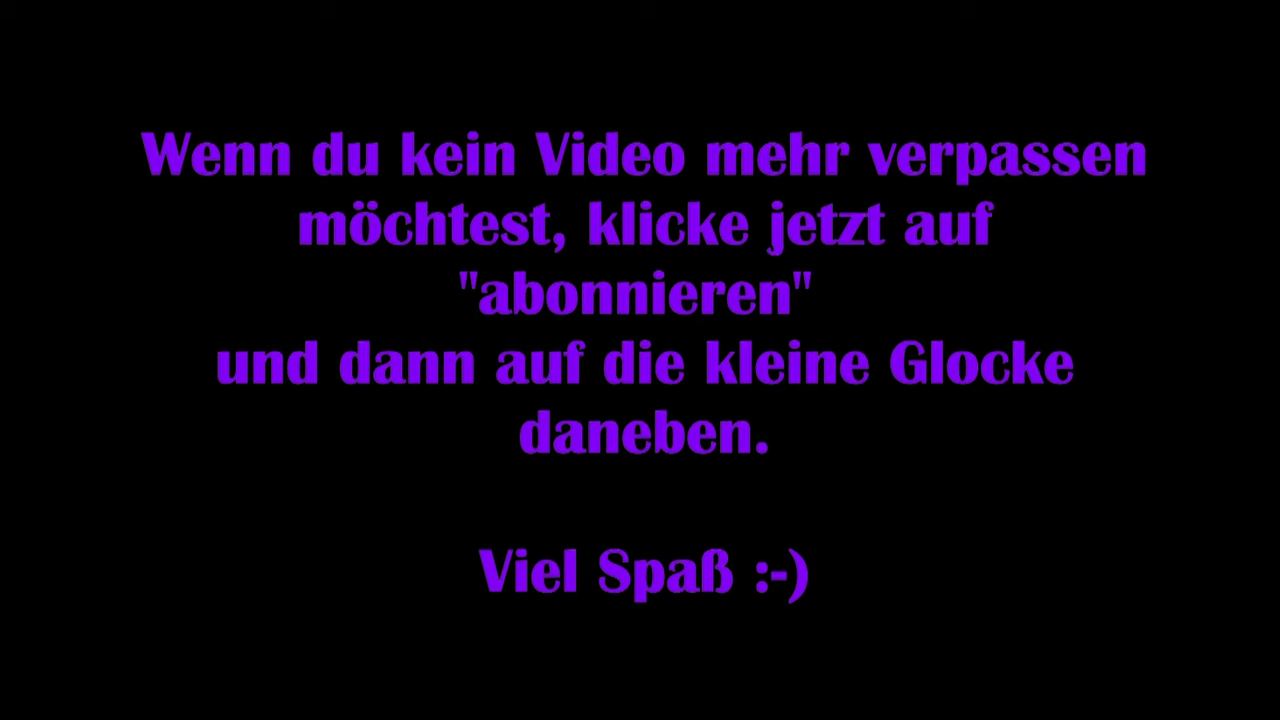 Wenn du kein Video mehr verpassen
möchtest, klicke jetzt auf
"abonnieren"
und dann auf die kleine Glocke
daneben.
Viel Spaß :-)